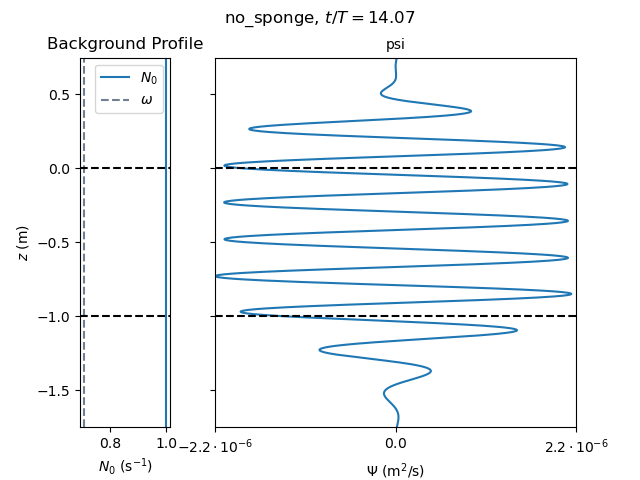 no_sponge, t/T = 14.07
Background Profile
psi
N₀
ω
z (m)
0.5
0.0
−0.5
−1.0
−1.5
0.8
1.0
N₀ (s⁻¹)
−2.2 · 10⁻⁶
0.0
2.2 · 10⁻⁶
Ψ (m²/s)